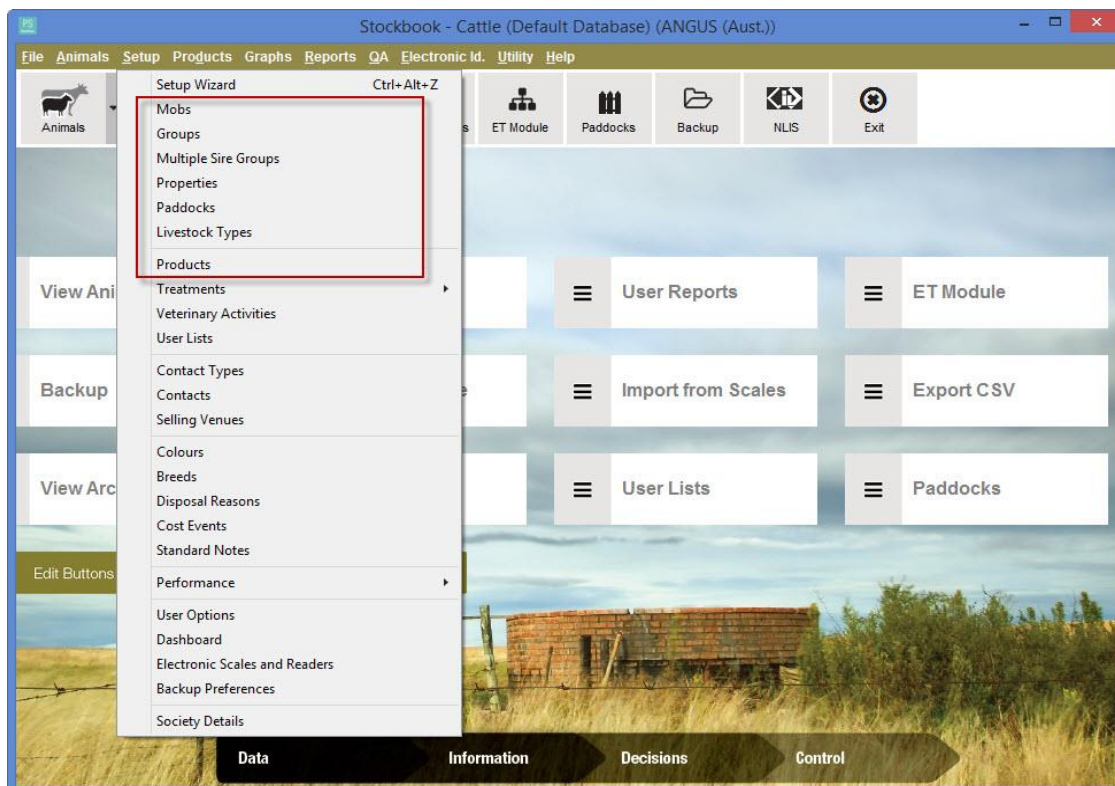 PS
Stockbook - Cattle (Default Database) (ANGUS (Aust.))
File Animals Setup Products Graphs Reports QA Electronic Id. Utility Help
Animals
ET Module
Paddocks
Backup
NLIS
Exit
Setup Wizard Ctrl+Alt+Z
Mobs
Groups
Multiple Sire Groups
Properties
Paddocks
Livestock Types
Products
Treatments
Veterinary Activities
User Lists
Contact Types
Contacts
Selling Venues
Colours
Breeds
Disposal Reasons
Cost Events
Standard Notes
Performance
User Options
Dashboard
Electronic Scales and Readers
Backup Preferences
Society Details
View Ani
User Reports
ET Module
Backup
Import from Scales
Export CSV
View Arc
User Lists
Paddocks
Edit Buttons
Data Information Decisions Control